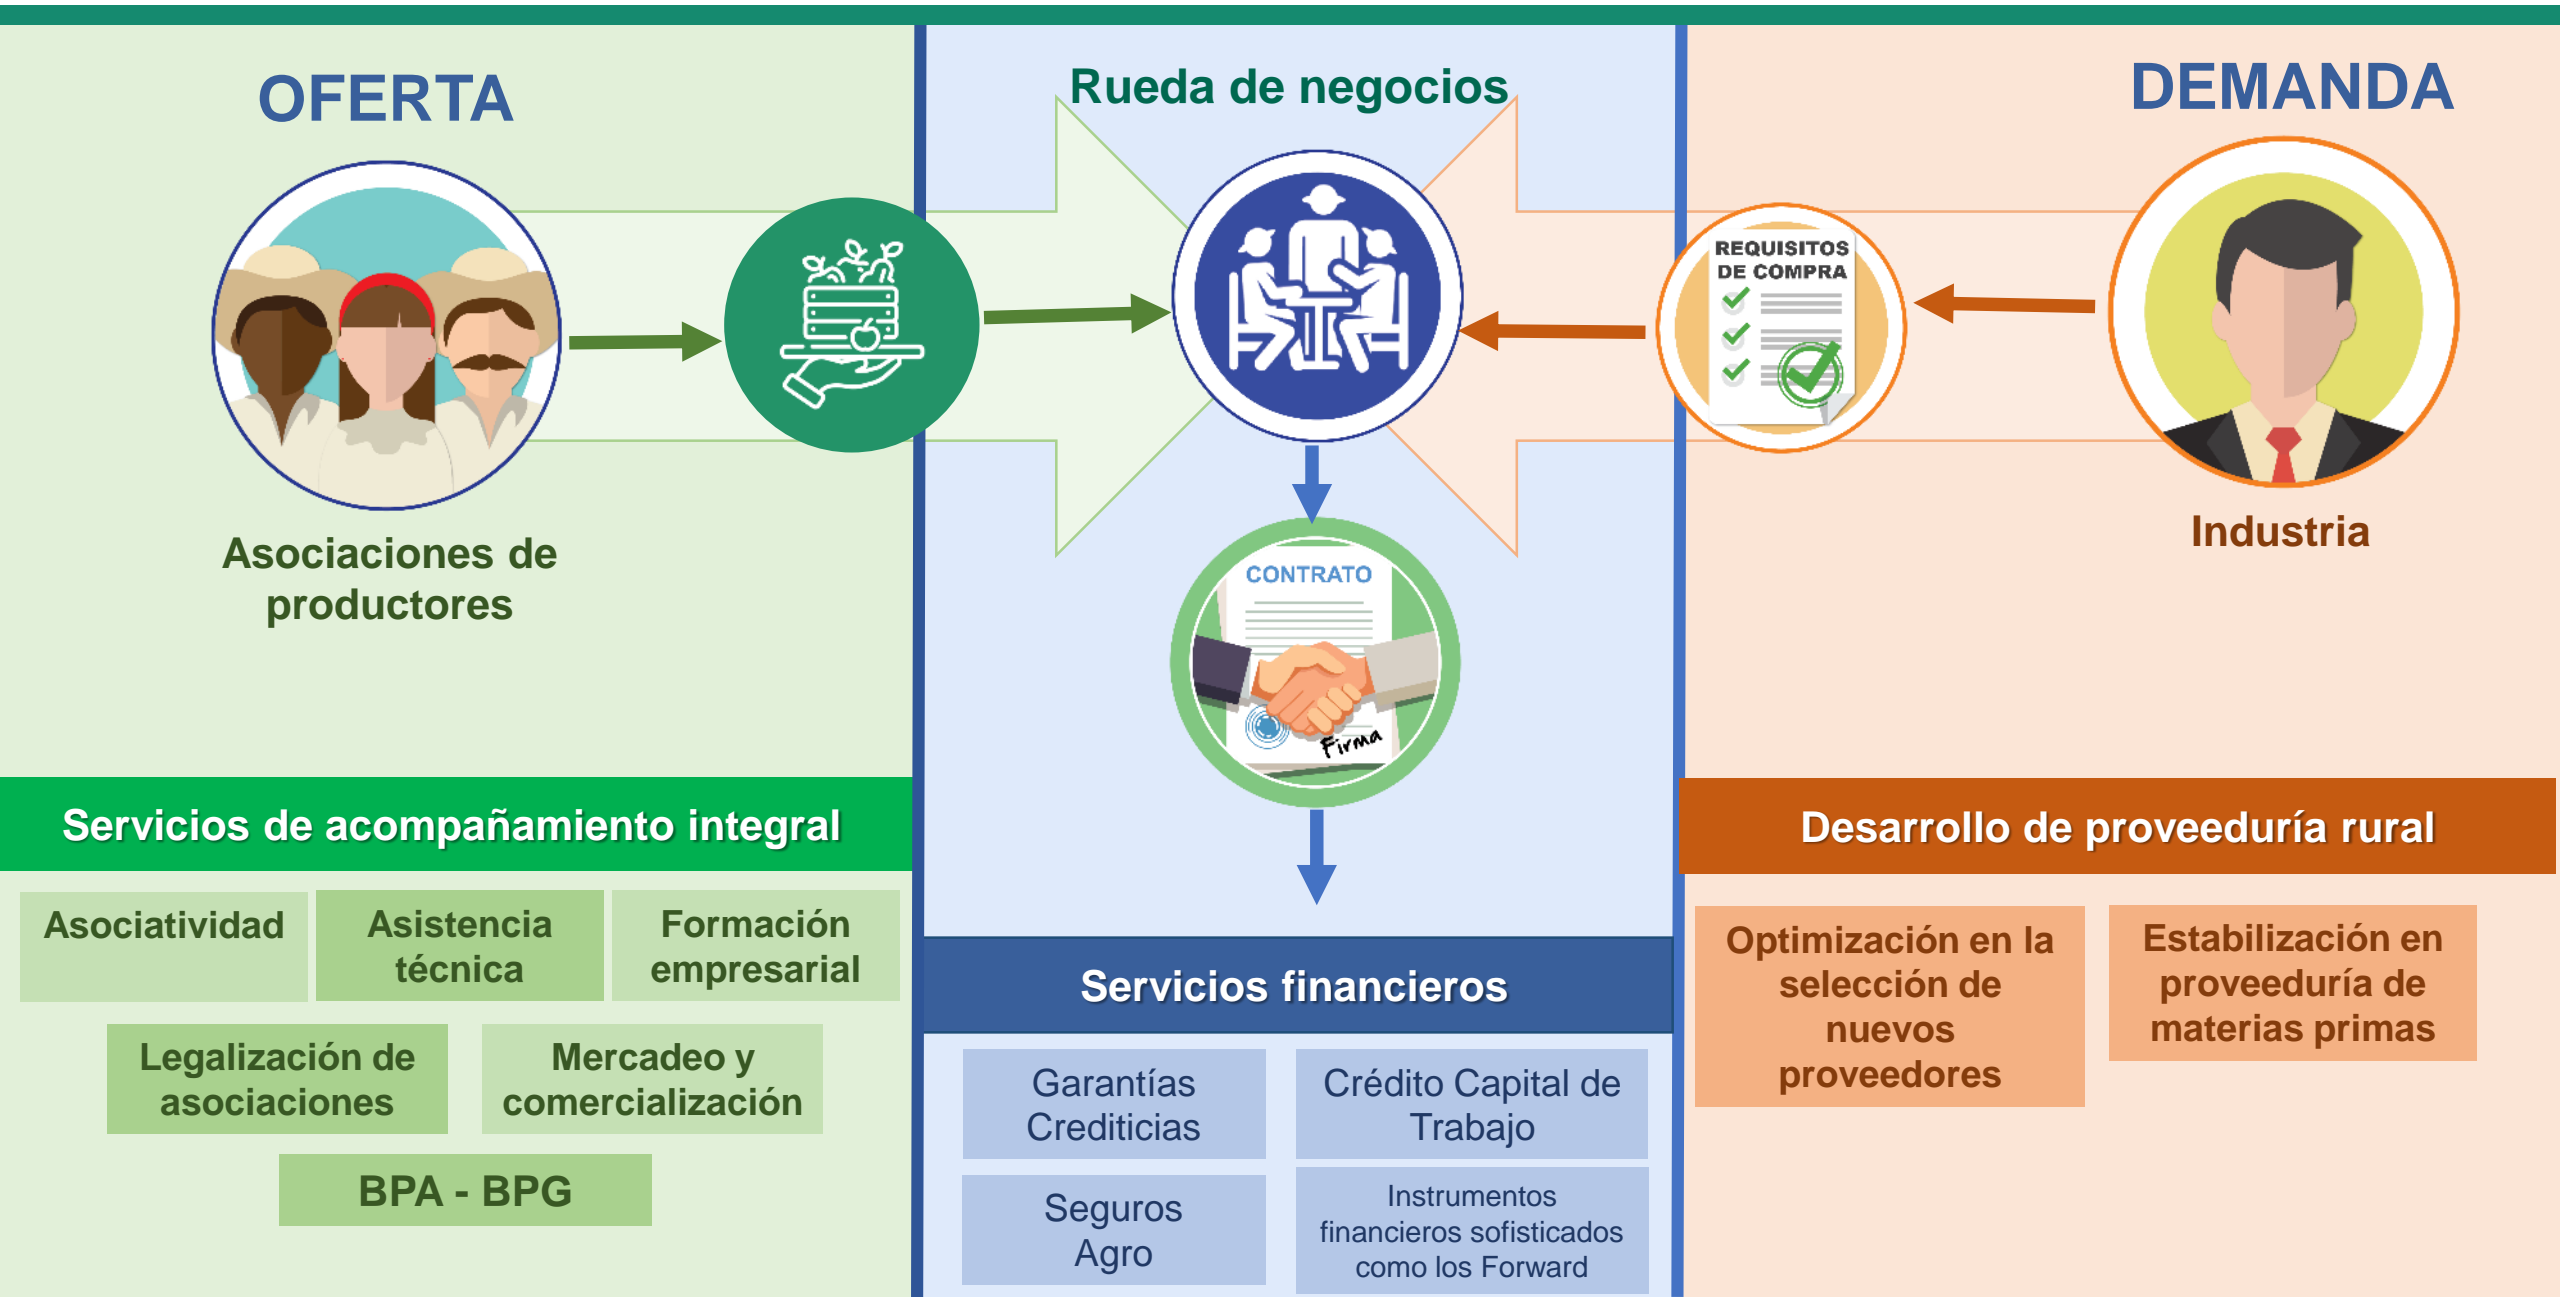 OFERTA
Rueda de negocios
DEMANDA
REQUISITOS
DE COMPRA
Asociaciones de
productores
Industria
CONTRATO
Firma
Servicios de acompañamiento integral
Asociatividad
Asistencia
técnica
Formación
empresarial
Legalización de
asociaciones
Mercadeo y
comercialización
BPA - BPG
Servicios financieros
Garantías
Crediticias
Crédito Capital de
Trabajo
Seguros
Agro
Instrumentos
financieros sofisticados
como los Forward
Desarrollo de proveeduría rural
Optimización en la
selección de
nuevos
proveedores
Estabilización en
proveeduría de
materias primas